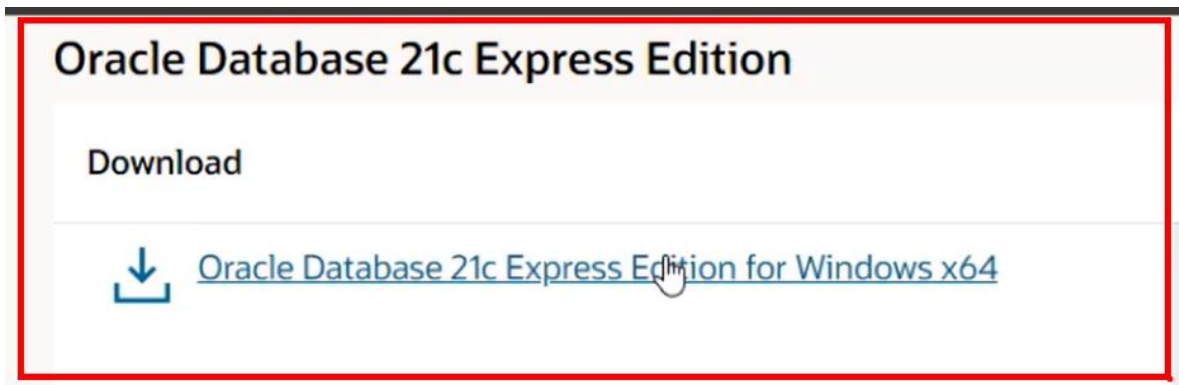 Oracle Database 21c Express Edition
Download
Oracle Database 21c Express Edition for Windows x64